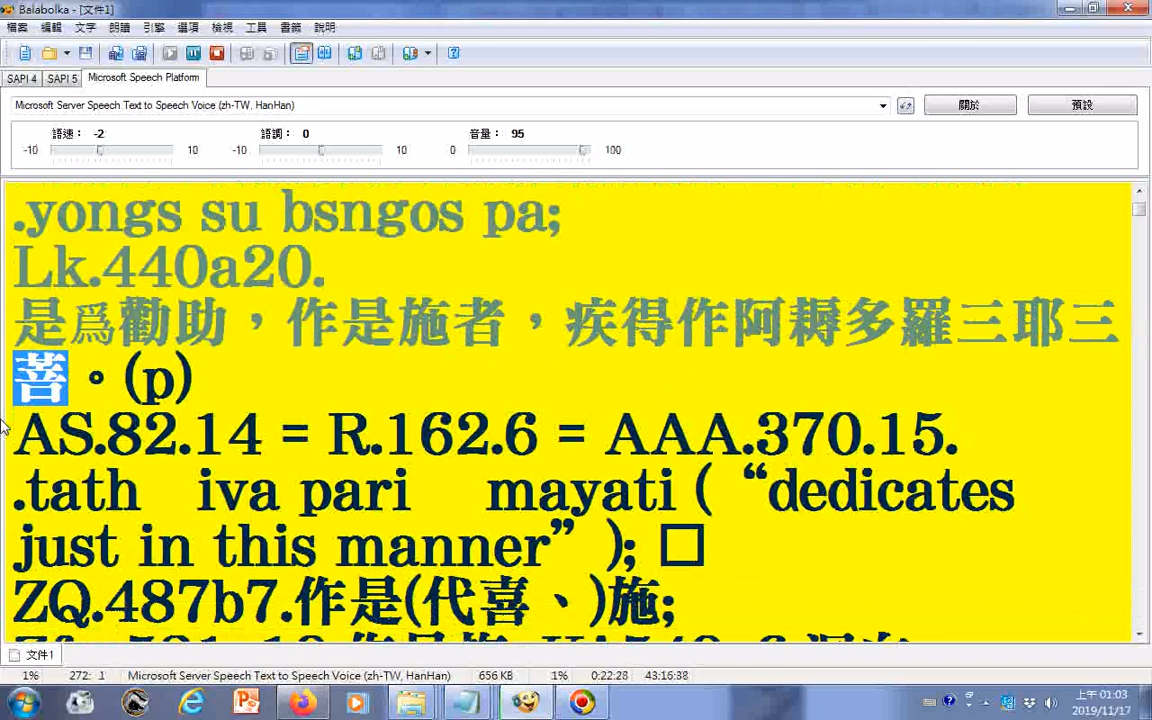 Balabolka - [文件1]
檔案 編輯 文字 朗讀 引擎 選項 檢視 工具 書籤 說明
SAPI 4 SAPI 5 Microsoft Speech Platform
Microsoft Server Speech Text to Speech Voice (zh-TW, HanHan) 關於 預設
語速： -2 語調： 0 音量： 95
-10 10 -10 10 0 100
.yongs su bsngos pa;
Lk.440a20.
是爲勸助，作是施者，疾得作阿耨多羅三耶三
菩。(p)
AS.82.14 = R.162.6 = AAA.370.15.
.tath iva pari mayati ( “dedicates
just in this manner” ); □
ZQ.487b7.作是(代喜、)施;
文件1
1% 272: 1 Microsoft Server Speech Text to Speech Voice (zh-TW, HanHan) 656 KB 1% 0:22:28 43:16:38
上午 01:03
2019/11/17